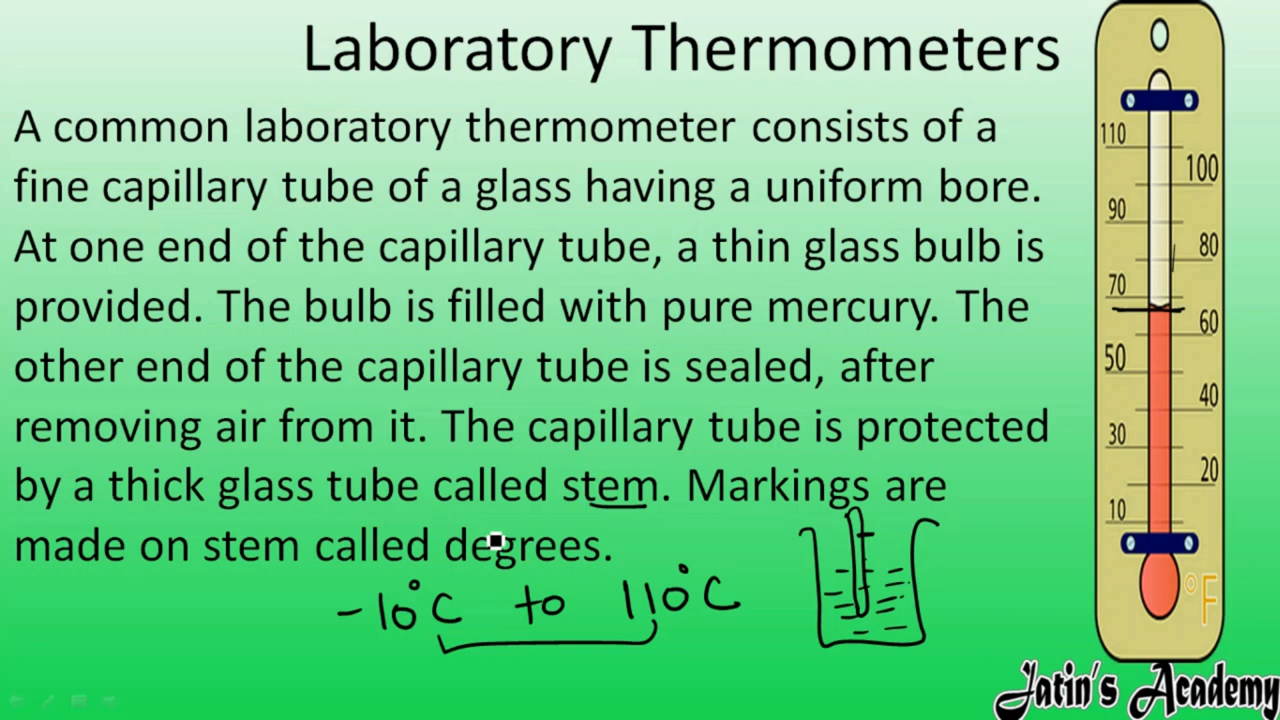 Laboratory Thermometers
A common laboratory thermometer consists of a
fine capillary tube of a glass having a uniform bore.
At one end of the capillary tube, a thin glass bulb is
provided. The bulb is filled with pure mercury. The
other end of the capillary tube is sealed, after
removing air from it. The capillary tube is protected
by a thick glass tube called stem. Markings are
made on stem called degrees.
-10°C to 110°C
110
100
90
80
70
60
50
40
30
20
10
°F
Jatin's Academy